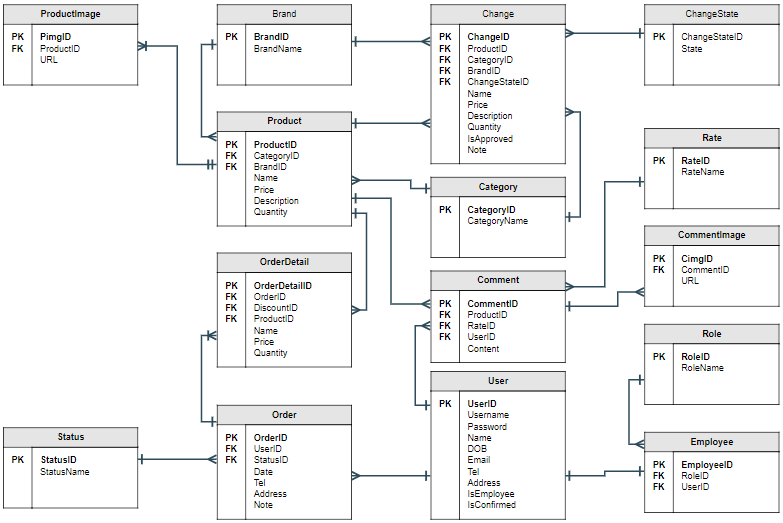 ProductImage
PK PimgID
FK ProductID
URL
Brand
PK BrandID
BrandName
Change
PK ChangeID
FK ProductID
FK CategoryID
FK BrandID
FK ChangeStateID
Name
Price
Description
Quantity
IsApproved
Note
ChangeState
PK ChangeStateID
State
Product
PK ProductID
FK CategoryID
FK BrandID
Name
Price
Description
Quantity
Category
PK CategoryID
CategoryName
Rate
PK RateID
RateName
CommentImage
PK CimgID
FK CommentID
URL
OrderDetail
PK OrderDetailID
FK OrderID
FK DiscountID
FK ProductID
Name
Price
Quantity
Comment
PK CommentID
FK ProductID
FK RateID
FK UserID
Content
Role
PK RoleID
RoleName
Status
PK StatusID
StatusName
Order
PK OrderID
FK UserID
FK StatusID
Date
Tel
Address
Note
User
PK UserID
Username
Password
Name
DOB
Email
Tel
Address
IsEmployee
IsConfirmed
Employee
PK EmployeeID
FK RoleID
FK UserID